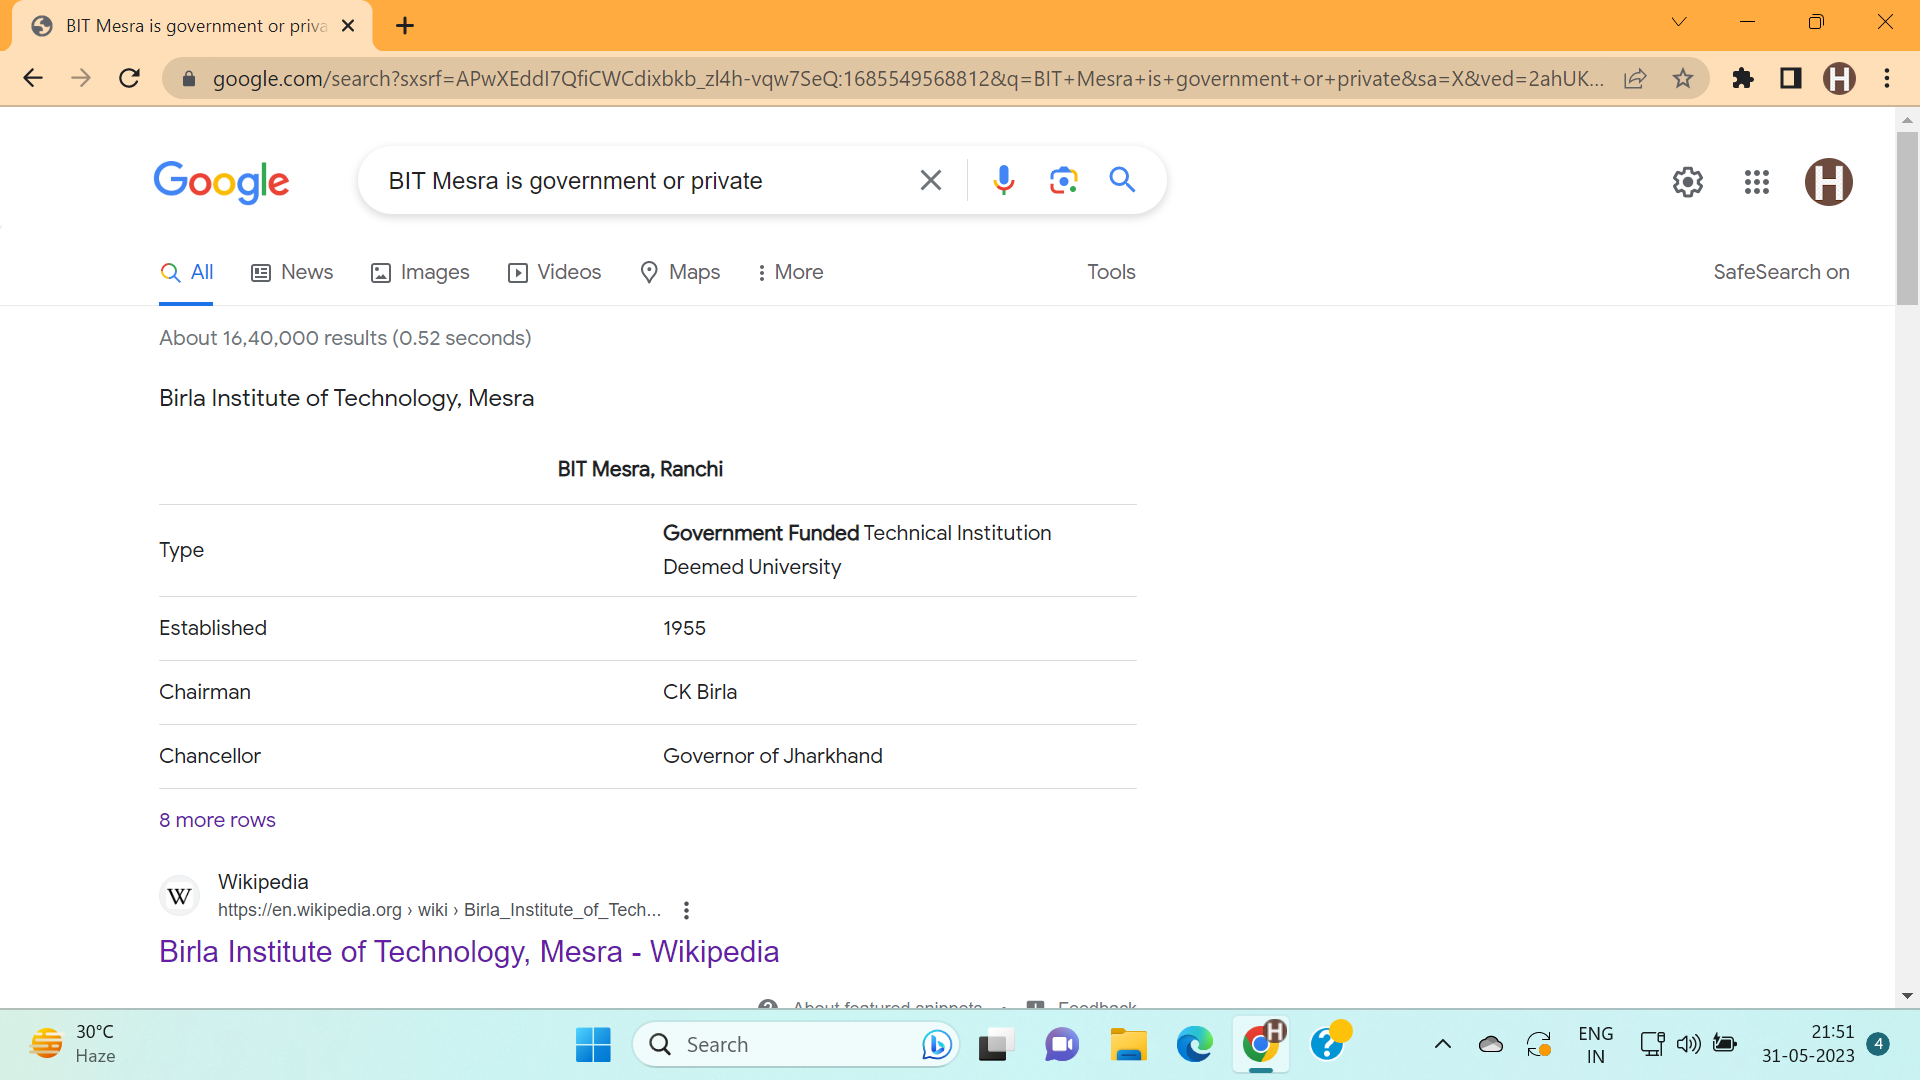 BIT Mesra is government or priva
google.com/search?sxsrf=APwXEddI7QfiCWCdixbkb_zl4h-vqw7SeQ:1685549568812&q=BIT+Mesra+is+government+or+private&sa=X&ved=2ahUK...
H
Google
BIT Mesra is government or private
H
All News Images Videos Maps More Tools SafeSearch on
About 16,40,000 results (0.52 seconds)
Birla Institute of Technology, Mesra
BIT Mesra, Ranchi
Type Government Funded Technical Institution
Deemed University
Established 1955
Chairman CK Birla
Chancellor Governor of Jharkhand
8 more rows
W
Wikipedia
https://en.wikipedia.org › wiki › Birla_Institute_of_Tech...
Birla Institute of Technology, Mesra - Wikipedia
About featured snippets • Feedback
30°C
Haze
Search
H
ENG
IN
21:51
31-05-2023
4